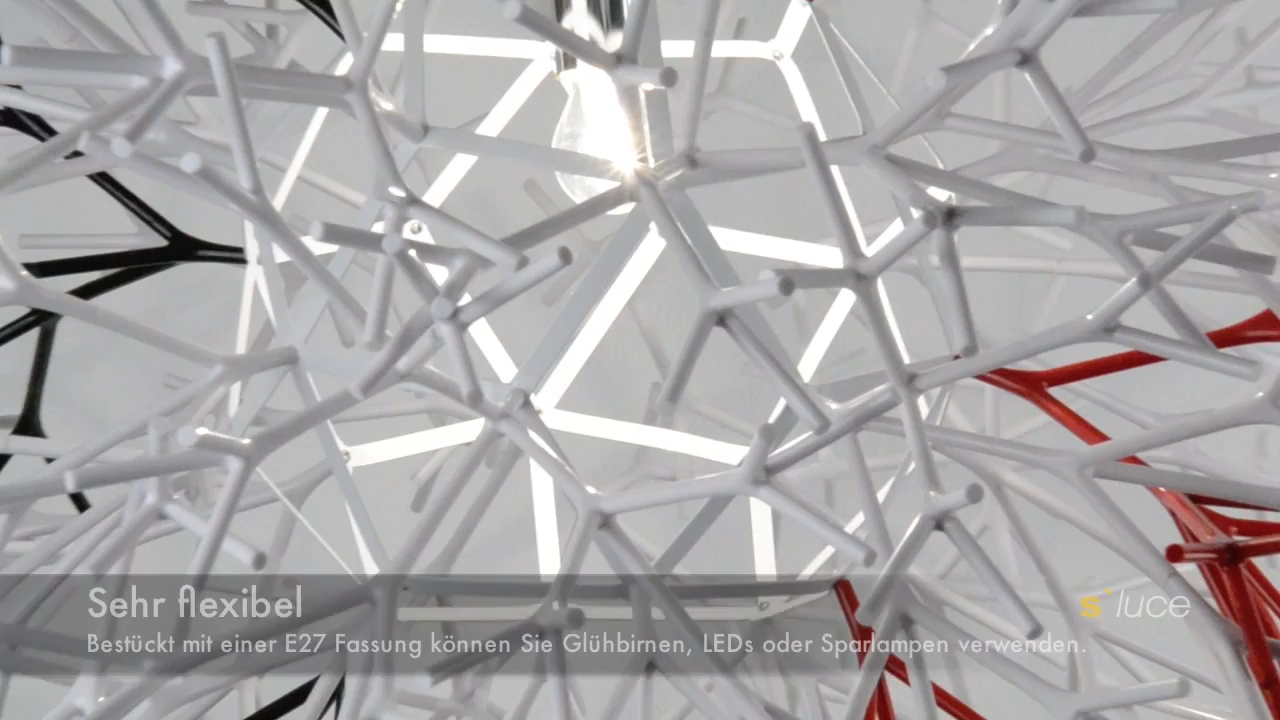 Sehr flexibel
s'luce
Bestückt mit einer E27 Fassung können Sie Glühbirnen, LEDs oder Sparlampen verwenden.